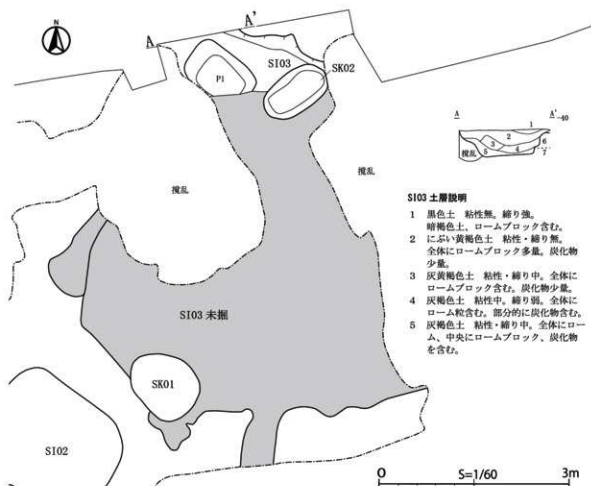 N
A
A'
P1
SI03
SK02
撹乱
撹乱
A
A'
-40
1
2
3
4
5
6
7
撹乱
SI03 土層説明
1 黒色土 粘性無。締り強。
暗褐色土、ロームブロック含む。
2 にぶい黄褐色土 粘性・締り無。
全体にロームブロック多量。炭化物
少量。
3 灰黄褐色土 粘性・締り中。全体に
ロームブロック含む。炭化物少量。
4 灰褐色土 粘性中。締り弱。全体に
ローム粒含む。部分的に炭化物含む。
5 灰褐色土 粘性・締り中。全体にロー
ム、中央にロームブロック、炭化物
を含む。
SI03 未掘
SK01
SI02
0 S=1/60 3m